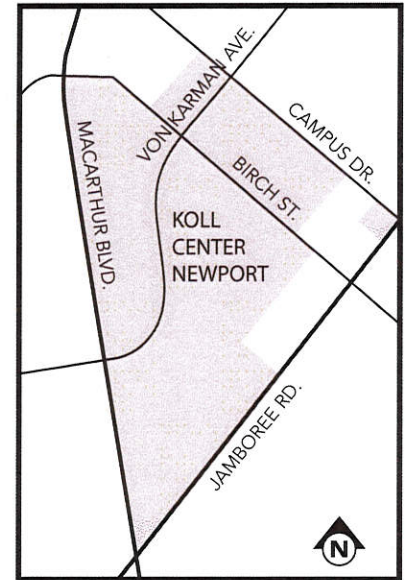 VON KARMAN AVE.
CAMPUS DR.
MACARTHUR BLVD.
BIRCH ST.
KOLL
CENTER
NEWPORT
JAMBOREE RD.
N